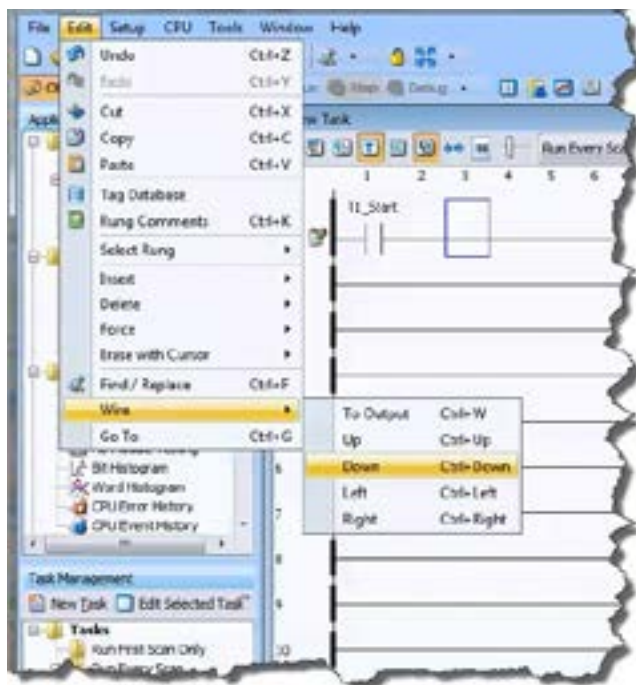 File Edit Setup CPU Tools Window Help
Undo Ctrl+Z
Redo Ctrl+Y
Cut Ctrl+X
Copy Ctrl+C
Paste Ctrl+V
Tag Database
Rung Comments Ctrl+K
Select Rung
Insert
Delete
Force
Erase with Cursor
Find / Replace Ctrl+F
Wire
Go To Ctrl+G
To Output Ctrl+W
Up Ctrl+Up
Down Ctrl+Down
Left Ctrl+Left
Right Ctrl+Right
Debug
Task
Run Every
1 2 3 4 5 6
Bit Histogram
Word Histogram
CPU Error History
CPU Event History
6
7
8
9
10
Task Management
New Task Edit Selected Task
Tasks
Run First Scan Only
Run Every Scan